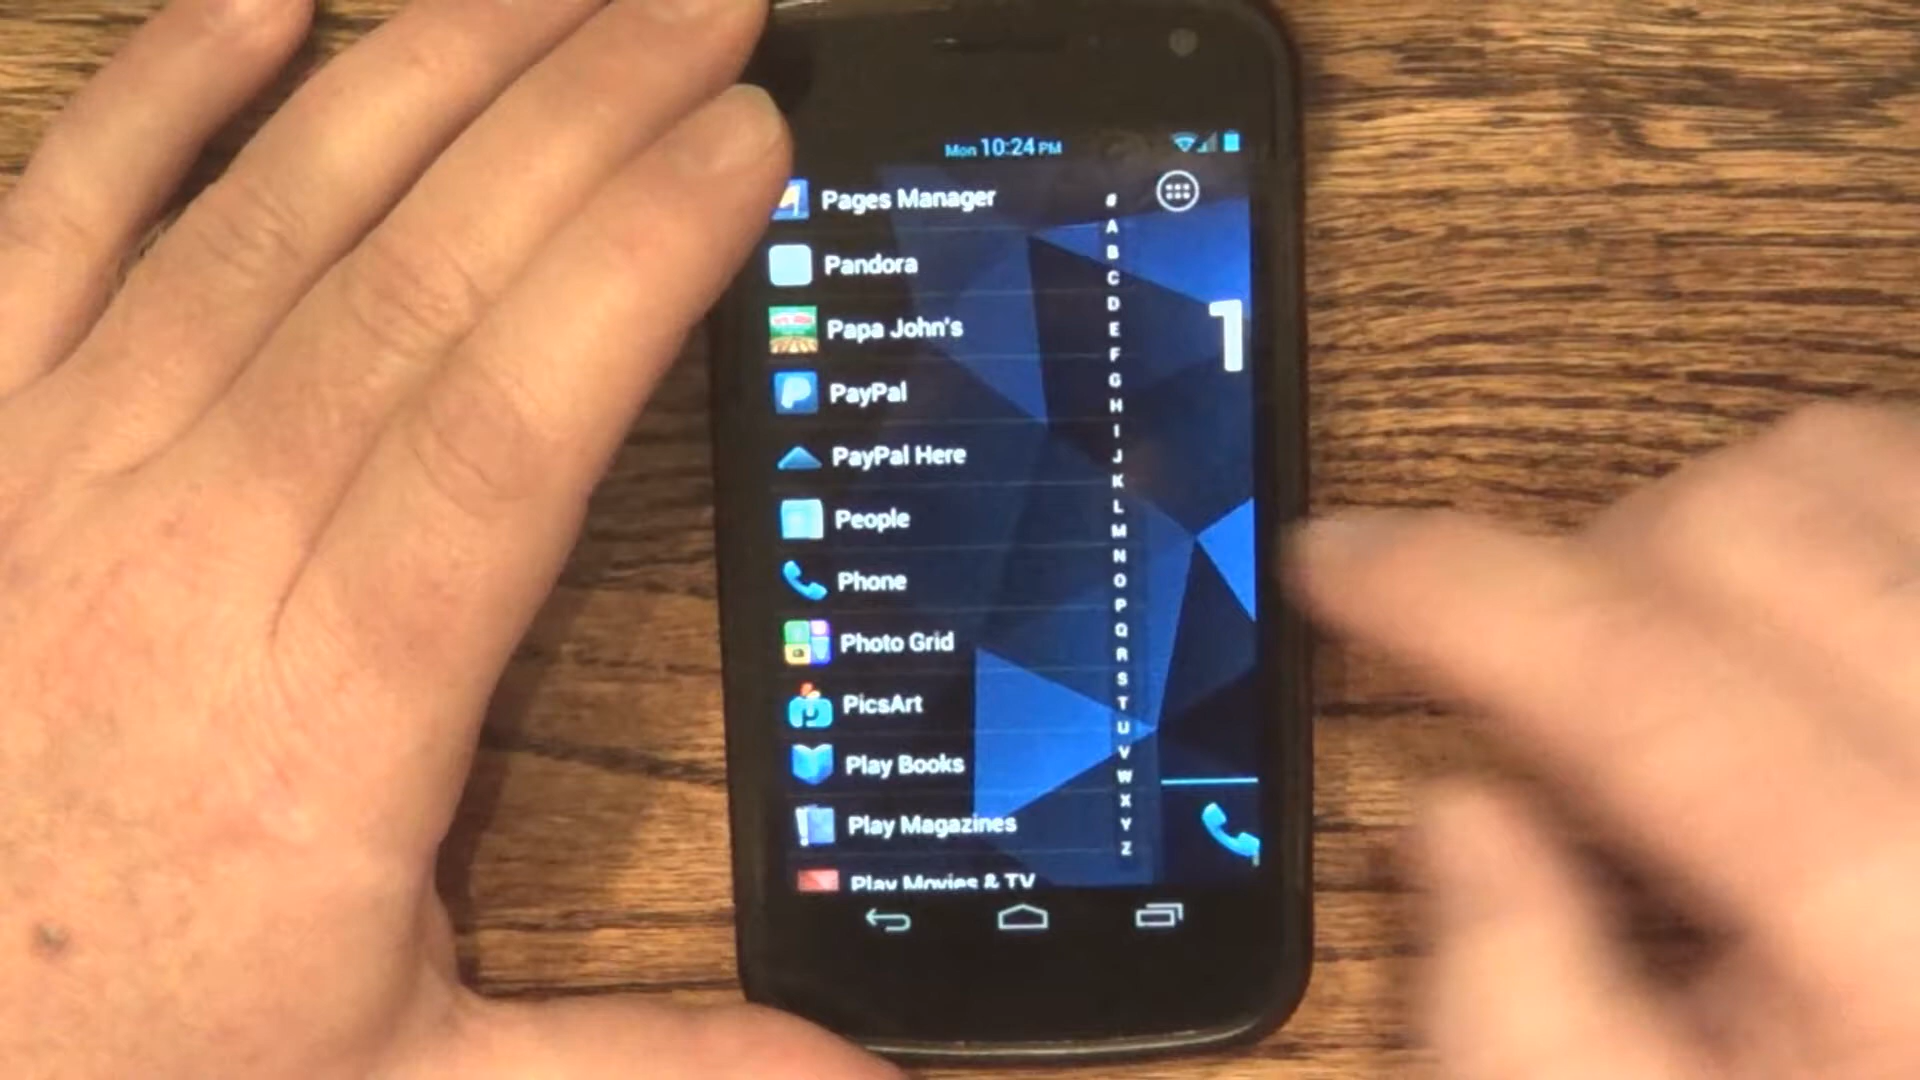 Mon 10:24 PM
Pages Manager
Pandora
Papa John's
PayPal
PayPal Here
People
Phone
Photo Grid
PicsArt
Play Books
Play Magazines
Play Movies & TV
#
A
B
C
D
E
F
G
H
I
J
K
L
M
N
O
P
Q
R
S
T
U
V
W
X
Y
Z
1